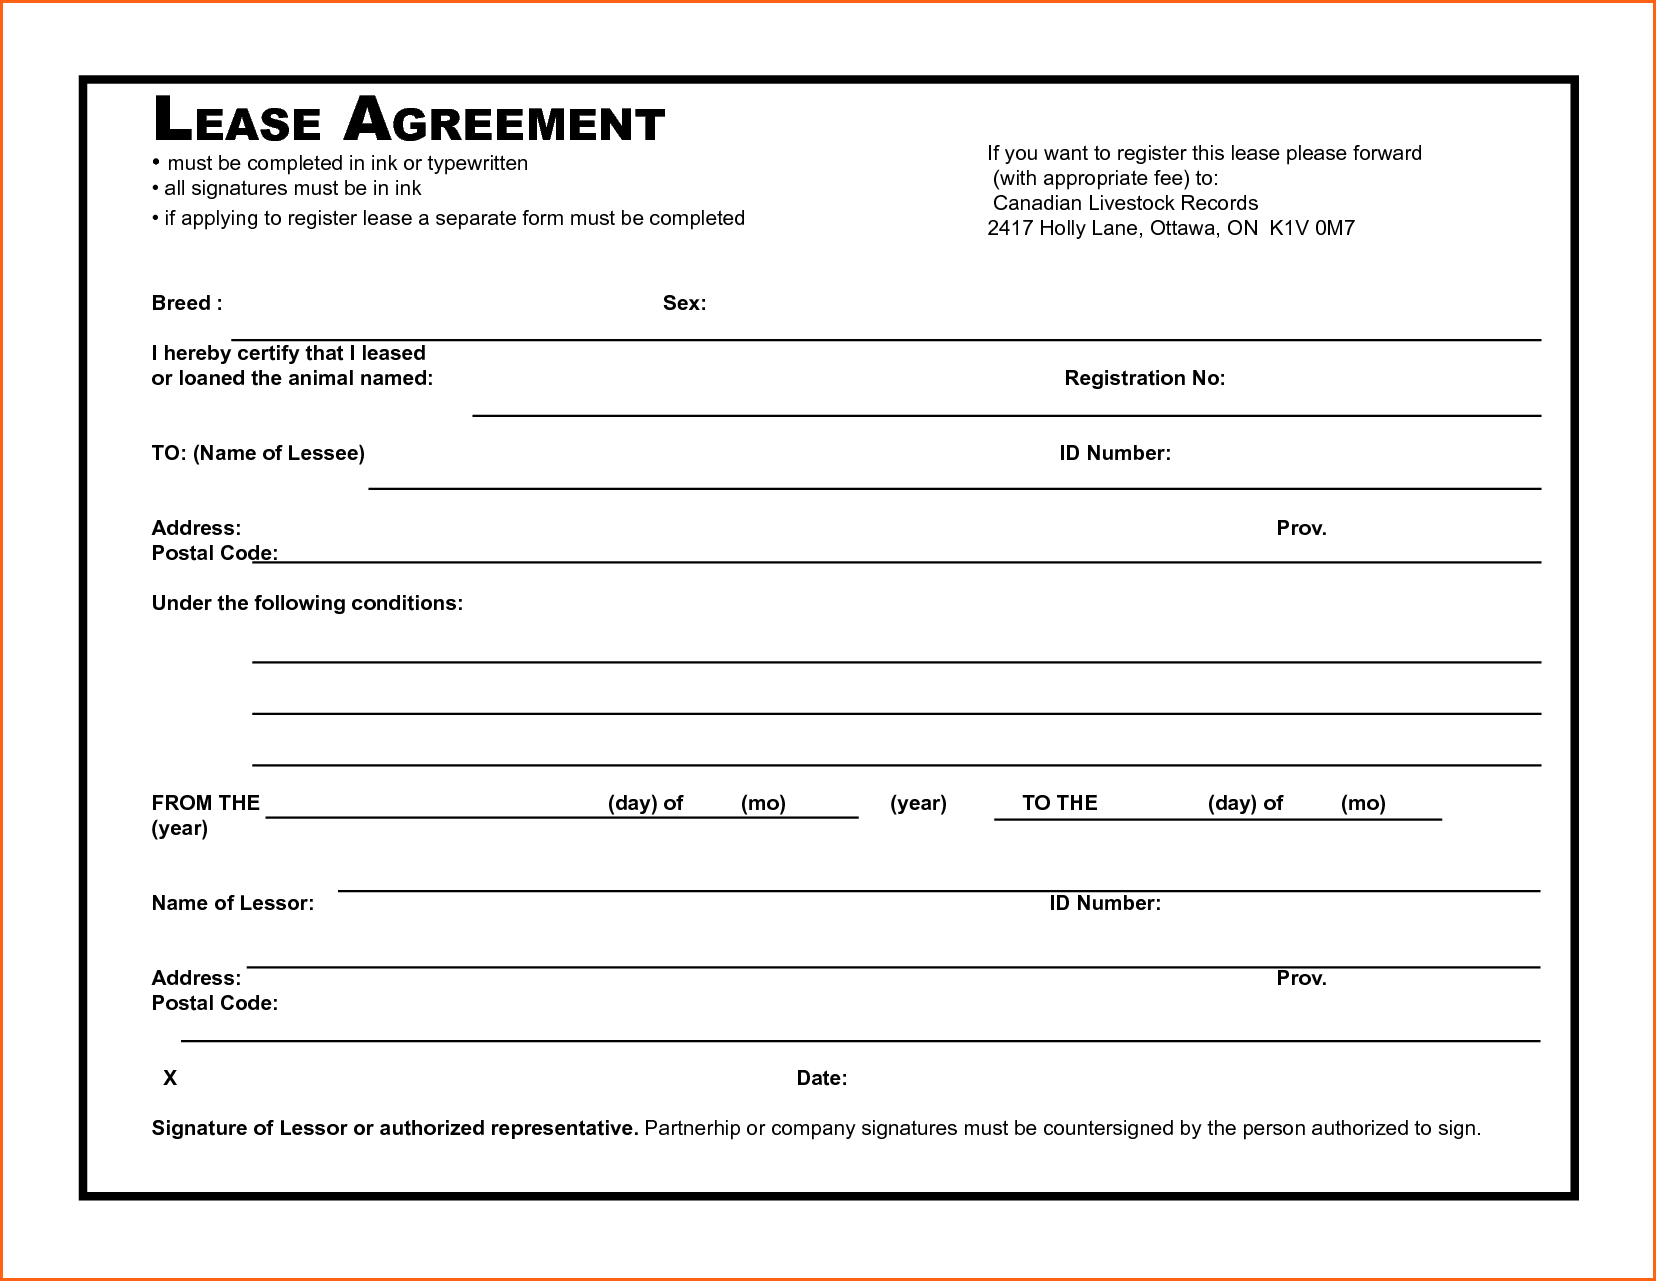 LEASE AGREEMENT
• must be completed in ink or typewritten
• all signatures must be in ink
• if applying to register lease a separate form must be completed
If you want to register this lease please forward
(with appropriate fee) to:
Canadian Livestock Records
2417 Holly Lane, Ottawa, ON K1V 0M7
Breed : Sex:
I hereby certify that I leased
or loaned the animal named: Registration No:
TO: (Name of Lessee) ID Number:
Address: Prov.
Postal Code:
Under the following conditions:
FROM THE (day) of (mo) (year) TO THE (day) of (mo)
(year)
Name of Lessor: ID Number:
Address: Prov.
Postal Code:
X Date:
Signature of Lessor or authorized representative. Partnerhip or company signatures must be countersigned by the person authorized to sign.